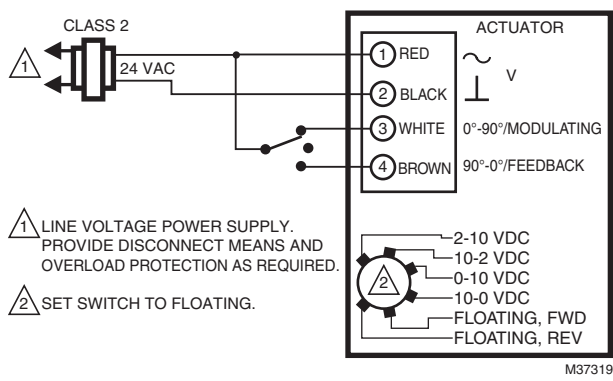 CLASS 2
24 VAC
1
ACTUATOR
1 RED
V
2 BLACK
3 WHITE 0°-90°/MODULATING
4 BROWN 90°-0°/FEEDBACK
1 LINE VOLTAGE POWER SUPPLY.
PROVIDE DISCONNECT MEANS AND
OVERLOAD PROTECTION AS REQUIRED.
2 SET SWITCH TO FLOATING.
2
2-10 VDC
10-2 VDC
0-10 VDC
10-0 VDC
FLOATING, FWD
FLOATING, REV
M37319